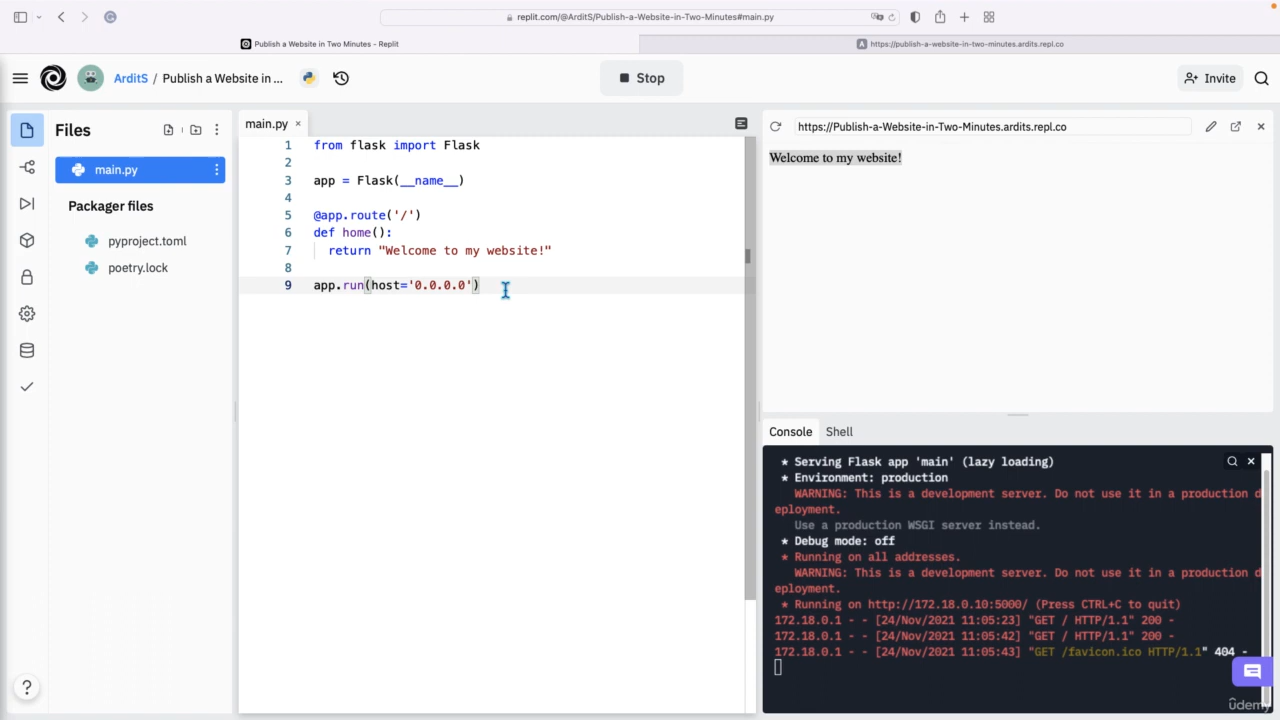 replit.com/@ArditS/Publish-a-Website-in-Two-Minutes#main.py
Publish a Website in Two Minutes - Replit
A https://publish-a-website-in-two-minutes.ardits.repl.co
ArditS / Publish a Website in ...
Stop
Invite
Files
main.py
Packager files
pyproject.toml
poetry.lock
main.py
1 from flask import Flask
2
3 app = Flask(__name__)
4
5 @app.route('/')
6 def home():
7 return "Welcome to my website!"
8
9 app.run(host='0.0.0.0')
https://Publish-a-Website-in-Two-Minutes.ardits.repl.co
Welcome to my website!
Console Shell
* Serving Flask app 'main' (lazy loading)
* Environment: production
WARNING: This is a development server. Do not use it in a production d
eployment.
Use a production WSGI server instead.
* Debug mode: off
* Running on all addresses.
WARNING: This is a development server. Do not use it in a production d
eployment.
* Running on http://172.18.0.10:5000/ (Press CTRL+C to quit)
172.18.0.1 - - [24/Nov/2021 11:05:23] "GET / HTTP/1.1" 200 -
172.18.0.1 - - [24/Nov/2021 11:05:42] "GET / HTTP/1.1" 200 -
172.18.0.1 - - [24/Nov/2021 11:05:43] "GET /favicon.ico HTTP/1.1" 404 -
?
ûdemy